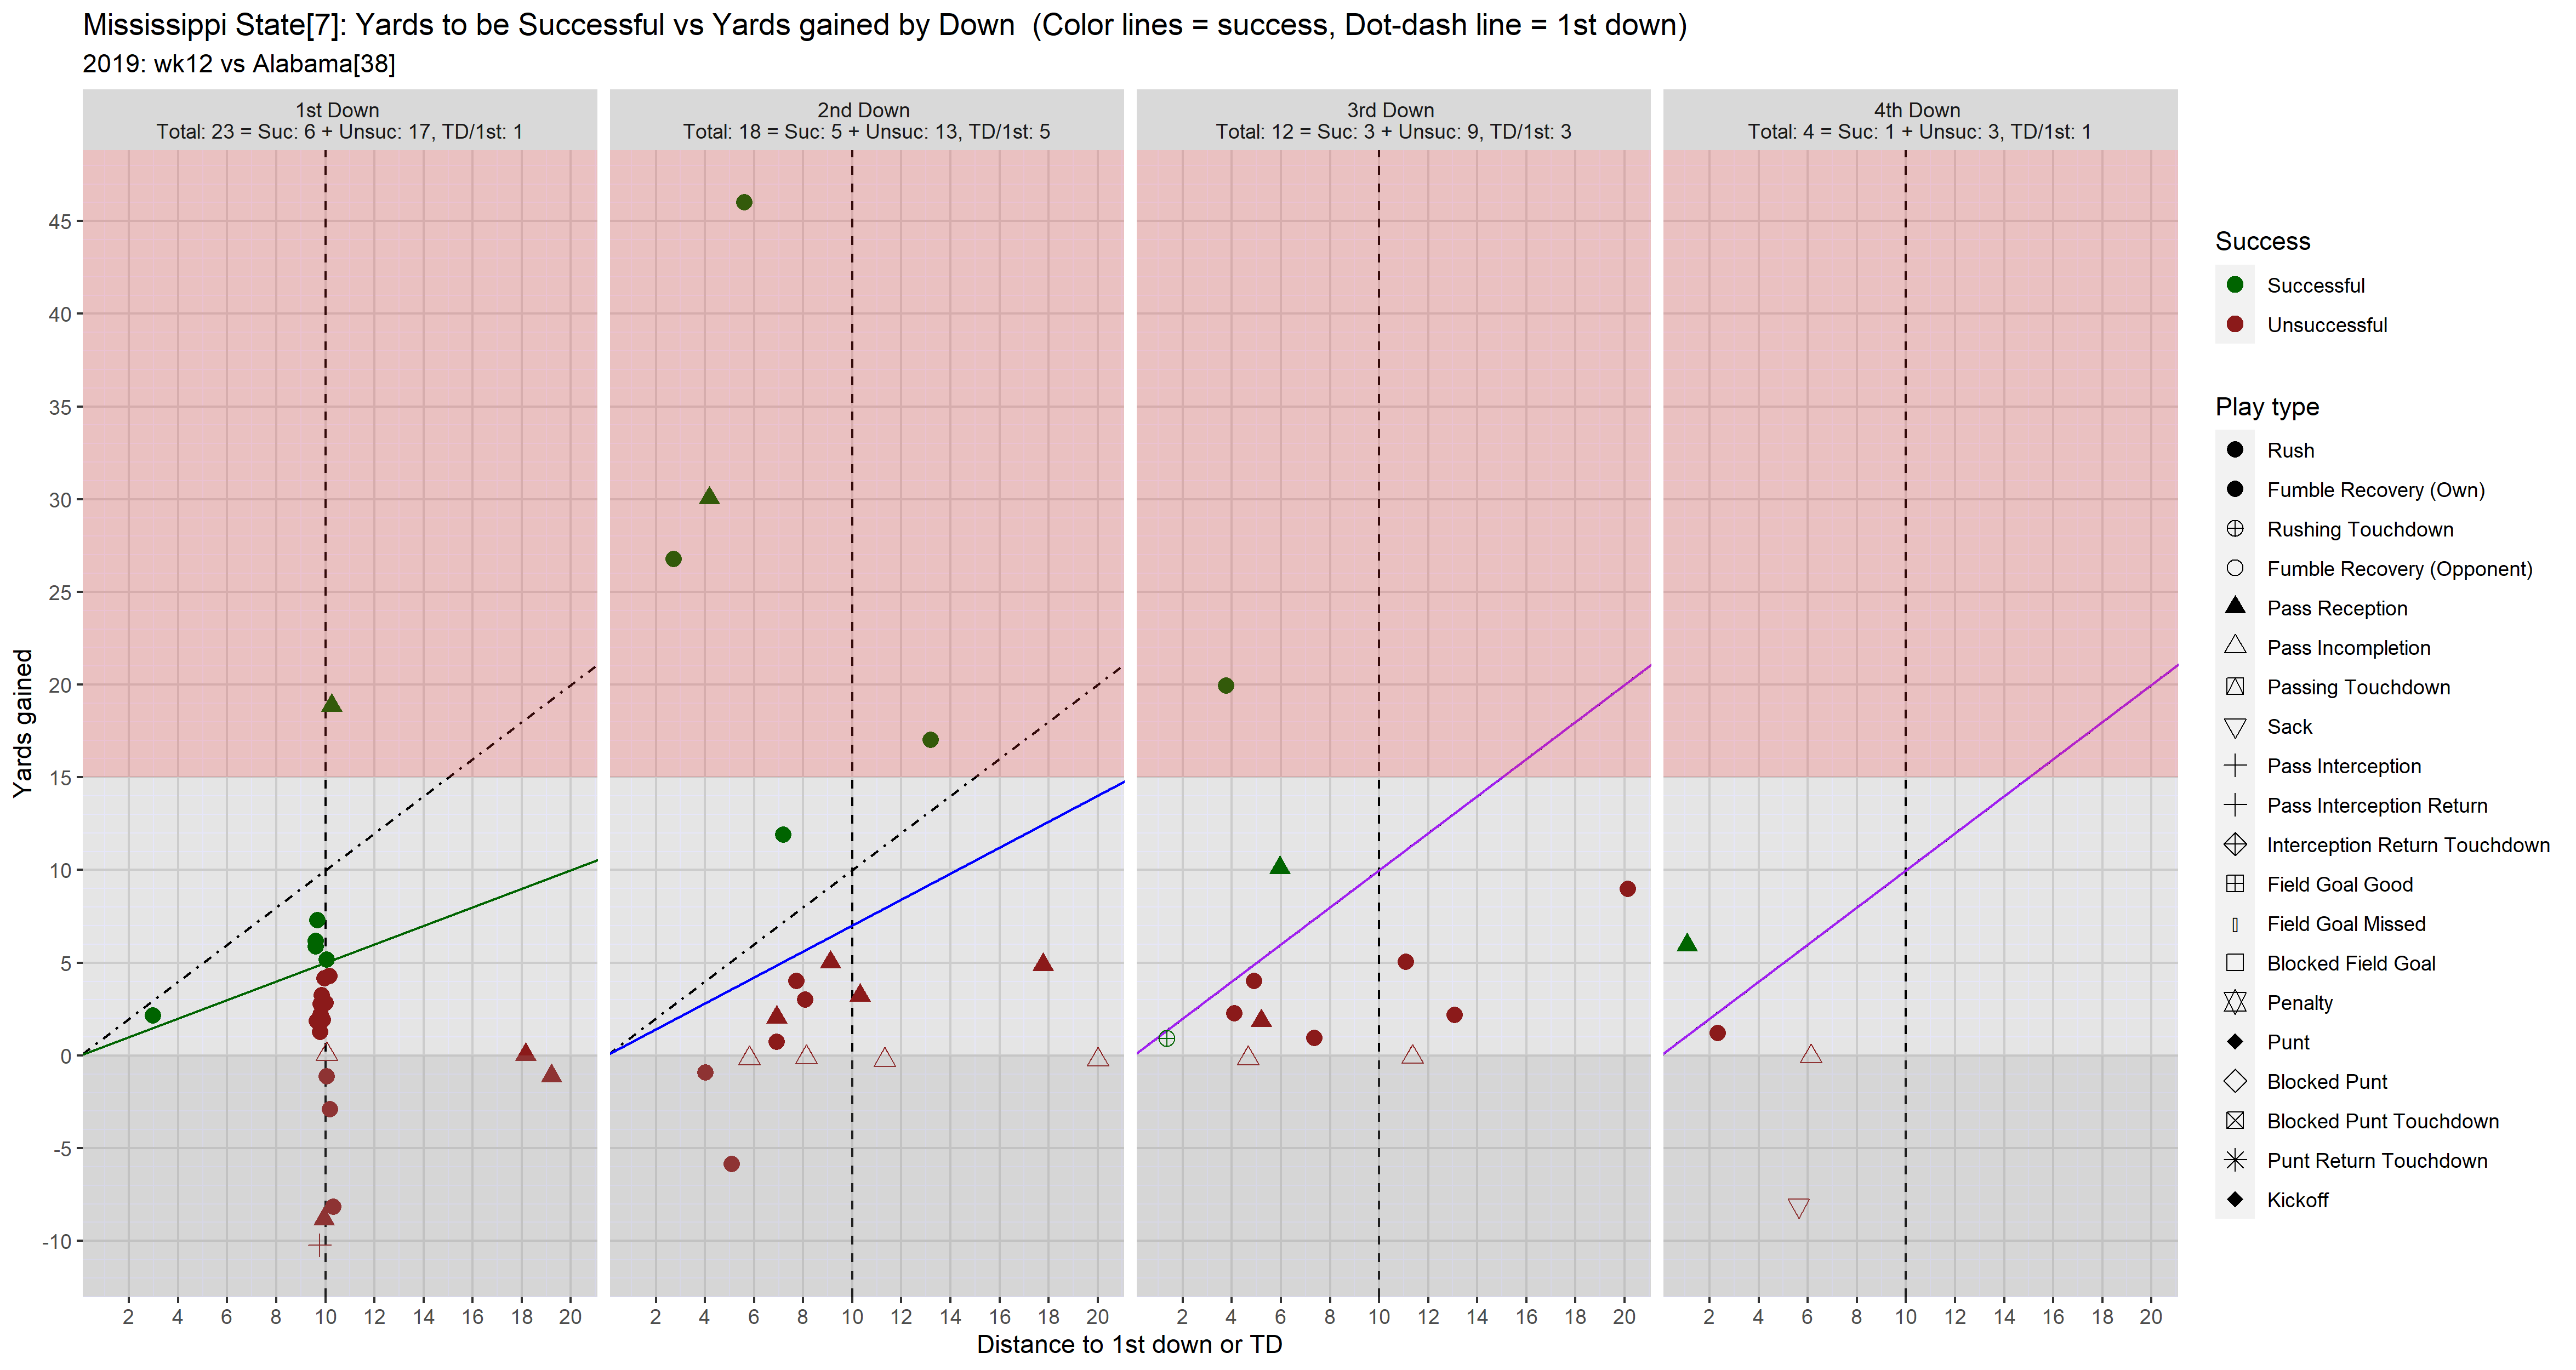 Mississippi State[7]: Yards to be Successful vs Yards gained by Down  (Color lines = success, Dot-dash line = 1st down)
2019: wk12 vs Alabama[38]
1st Down
Total: 23 = Suc: 6 + Unsuc: 17, TD/1st: 1
2nd Down
Total: 18 = Suc: 5 + Unsuc: 13, TD/1st: 5
3rd Down
Total: 12 = Suc: 3 + Unsuc: 9, TD/1st: 3
4th Down
Total: 4 = Suc: 1 + Unsuc: 3, TD/1st: 1
Yards gained
45
40
35
30
25
20
15
10
5
0
-5
-10
2 4 6 8 10 12 14 16 18 20
2 4 6 8 10 12 14 16 18 20
2 4 6 8 10 12 14 16 18 20
2 4 6 8 10 12 14 16 18 20
Distance to 1st down or TD
Success
Successful
Unsuccessful
Play type
Rush
Fumble Recovery (Own)
Rushing Touchdown
Fumble Recovery (Opponent)
Pass Reception
Pass Incompletion
Passing Touchdown
Sack
Pass Interception
Pass Interception Return
Interception Return Touchdown
Field Goal Good
Field Goal Missed
Blocked Field Goal
Penalty
Punt
Blocked Punt
Blocked Punt Touchdown
Punt Return Touchdown
Kickoff